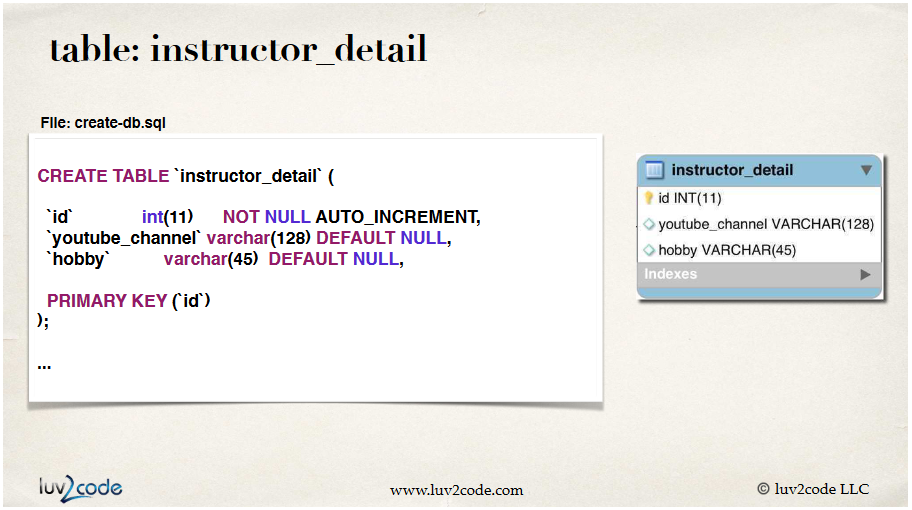 table: instructor_detail
File: create-db.sql
CREATE TABLE `instructor_detail` (
`id` int(11) NOT NULL AUTO_INCREMENT,
`youtube_channel` varchar(128) DEFAULT NULL,
`hobby` varchar(45) DEFAULT NULL,
PRIMARY KEY (`id`)
);
...
instructor_detail
id INT(11)
youtube_channel VARCHAR(128)
hobby VARCHAR(45)
Indexes
luv2code
www.luv2code.com
© luv2code LLC